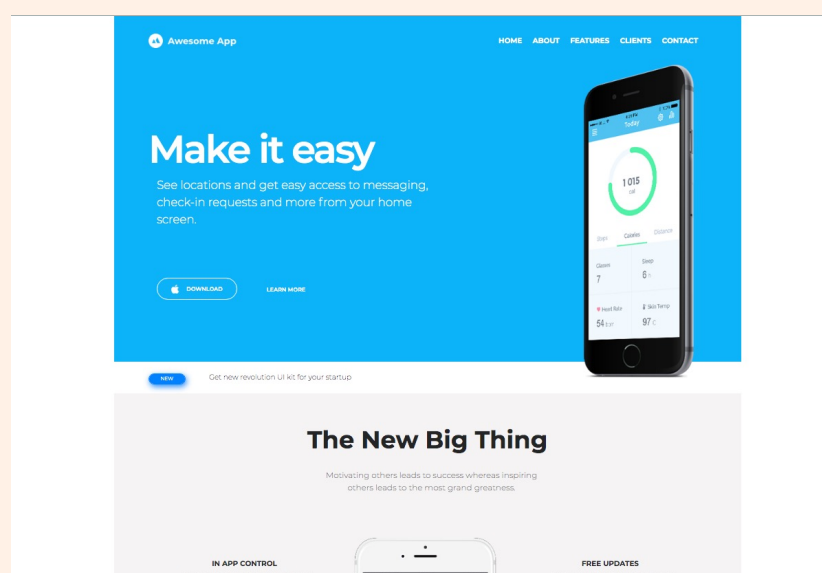 Awesome App
HOME ABOUT FEATURES CLIENTS CONTACT
Make it easy
See locations and get easy access to messaging,
check-in requests and more from your home
screen.
DOWNLOAD
LEARN MORE
Today
1 015
Steps Calories Distance
Sleep
7
6
Heart Rate
Skin Temp
54
97 c
NEW
Get new revolution UI kit for your startup
The New Big Thing
Motivating others leads to success whereas inspiring
others leads to the most grand greatness.
IN APP CONTROL
FREE UPDATES